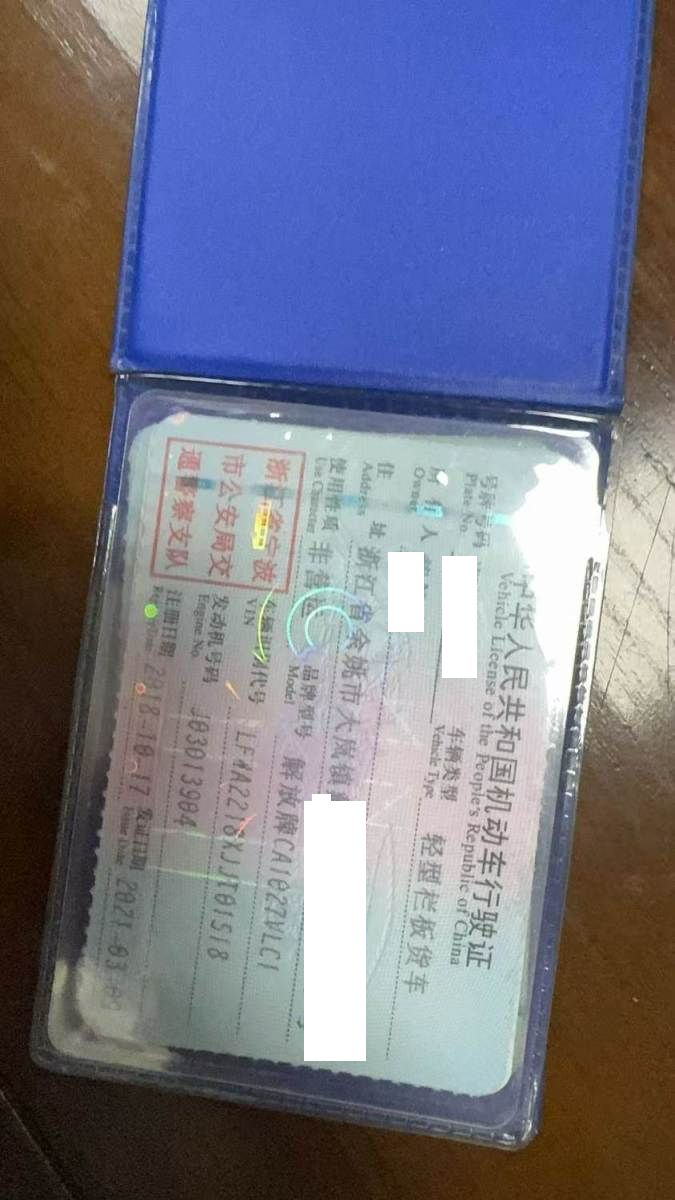 中华人民共和国机动车行驶证
Vehicle License of the People's Republic of China
号牌号码
Plate No.
车辆类型
Vehicle Type
轻型栏板货车
所有人
Owner
住址
Address
浙江省余姚市大凤镇
使用性质
Use Character
非营运
品牌型号
Model
解放牌CA1027VLC1
浙江省宁波
市公安局交
通警察支队
车辆识别代号
VIN
发动机号码
Engine No.
J83013904
注册日期
2018-10-17
发证日期
Issue Date
2021-03